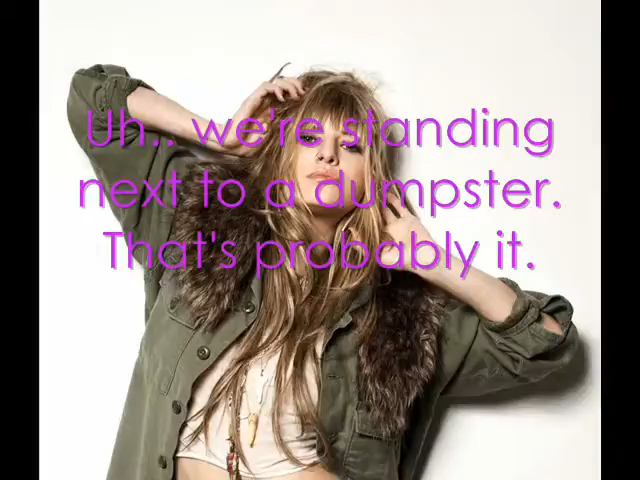 Uh.. we're standing
next to a dumpster.
That's probably it.